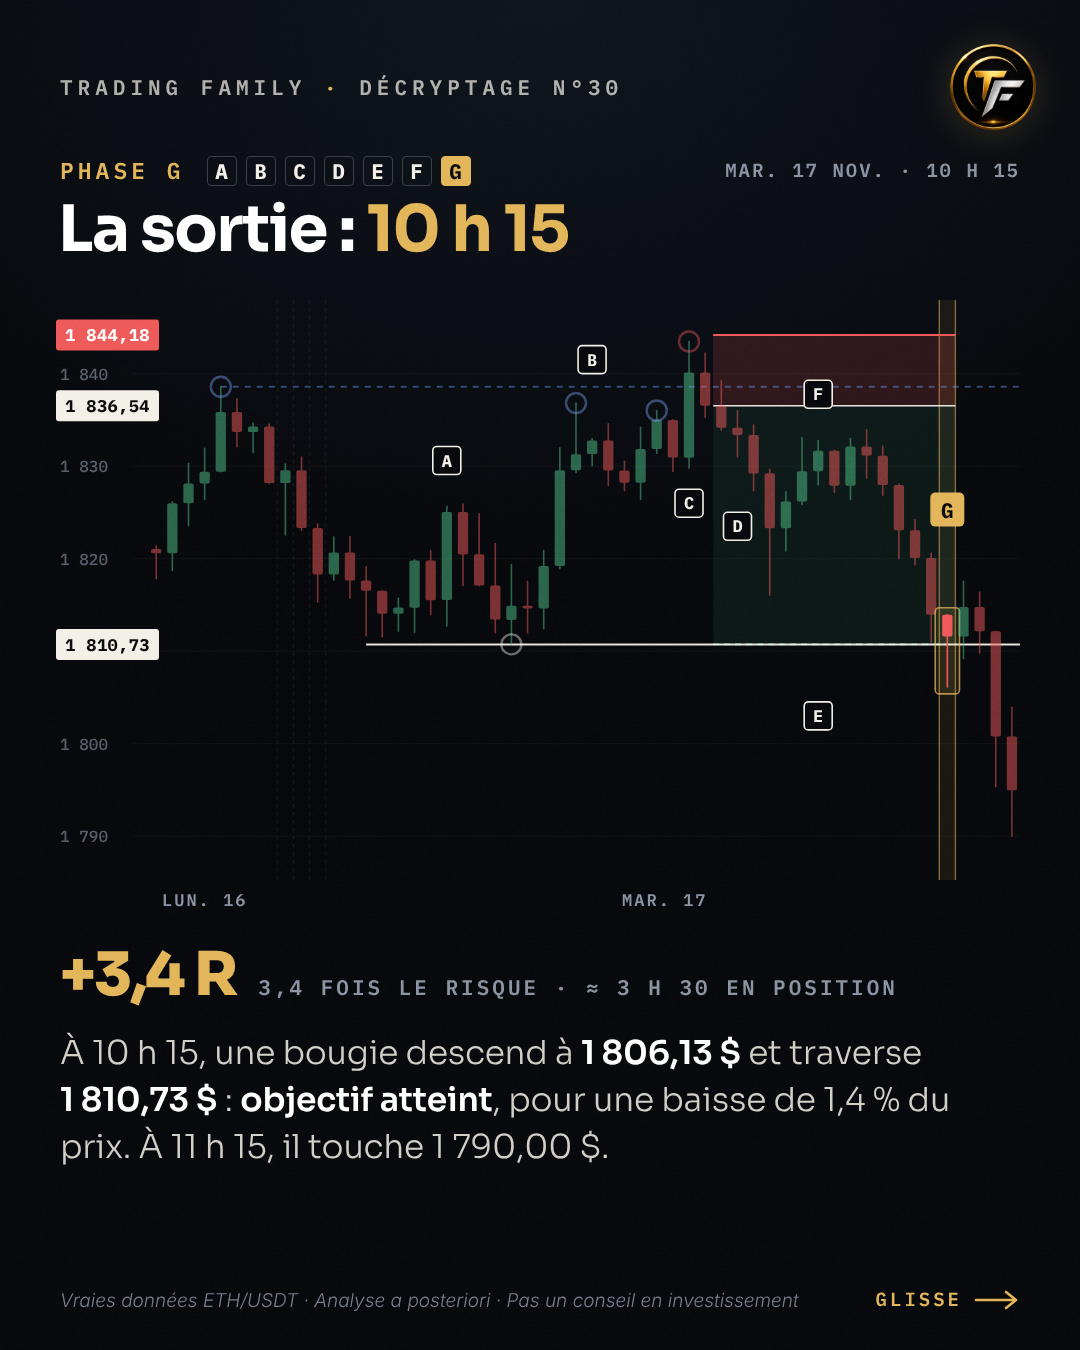 TRADING FAMILY · DÉCRYPTAGE N°30
TF
PHASE G A B C D E F G
MAR. 17 NOV. · 10 H 15
La sortie : 10 h 15
1 844,18
1 840
1 836,54
1 830
1 820
1 810,73
1 800
1 790
A
B
C
D
E
F
G
LUN. 16
MAR. 17
+3,4 R 3,4 FOIS LE RISQUE · ≈ 3 H 30 EN POSITION
À 10 h 15, une bougie descend à 1 806,13 $ et traverse
1 810,73 $ : objectif atteint, pour une baisse de 1,4 % du
prix. À 11 h 15, il touche 1 790,00 $.
Vraies données ETH/USDT · Analyse a posteriori · Pas un conseil en investissement
GLISSE →